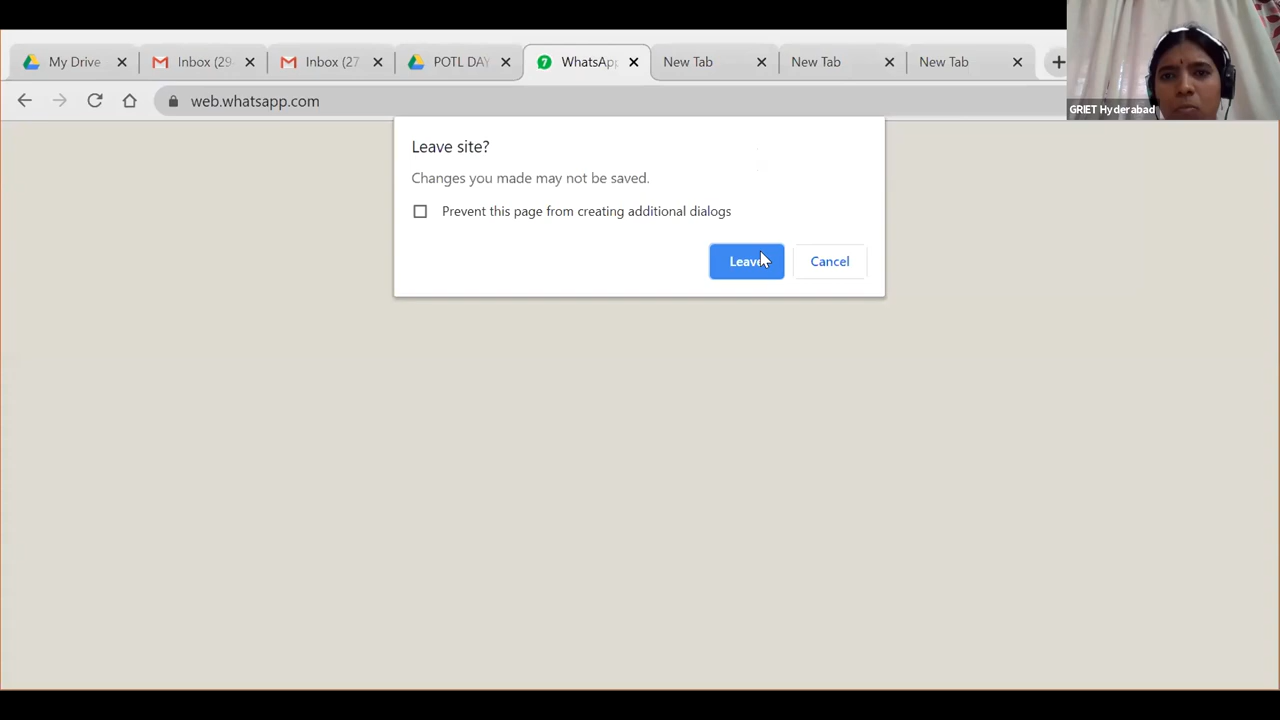 My Drive
Inbox (29
Inbox (27
POTL DAY
WhatsApp
New Tab
New Tab
New Tab
web.whatsapp.com
GRIET Hyderabad
Leave site?
Changes you made may not be saved.
Prevent this page from creating additional dialogs
Leave
Cancel